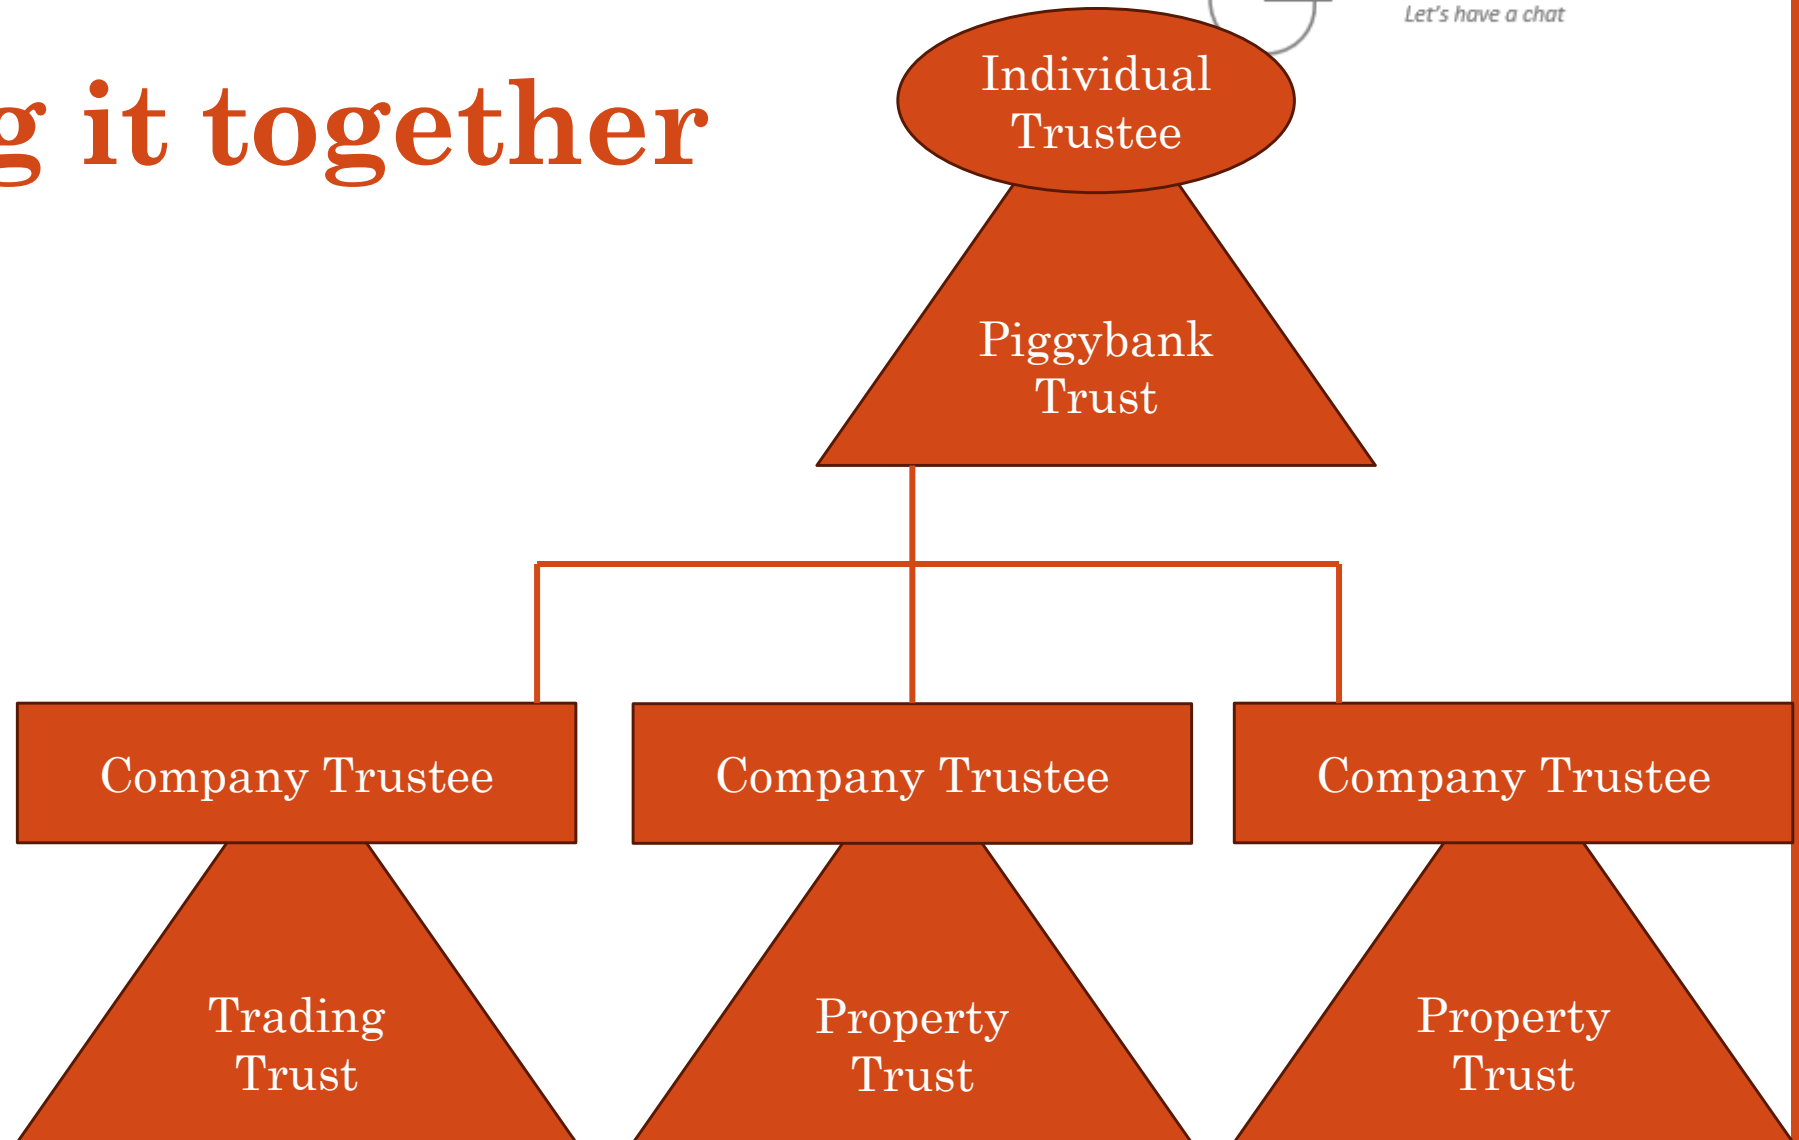 Let's have a chat
g it together
Individual
Trustee
Piggybank
Trust
Company Trustee
Company Trustee
Company Trustee
Trading
Trust
Property
Trust
Property
Trust